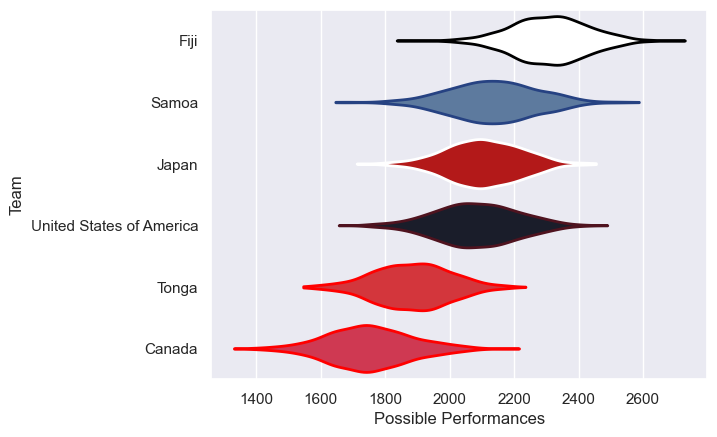 Fiji
Samoa
Japan
United States of America
Tonga
Canada
Team
1400 1600 1800 2000 2200 2400 2600
Possible Performances